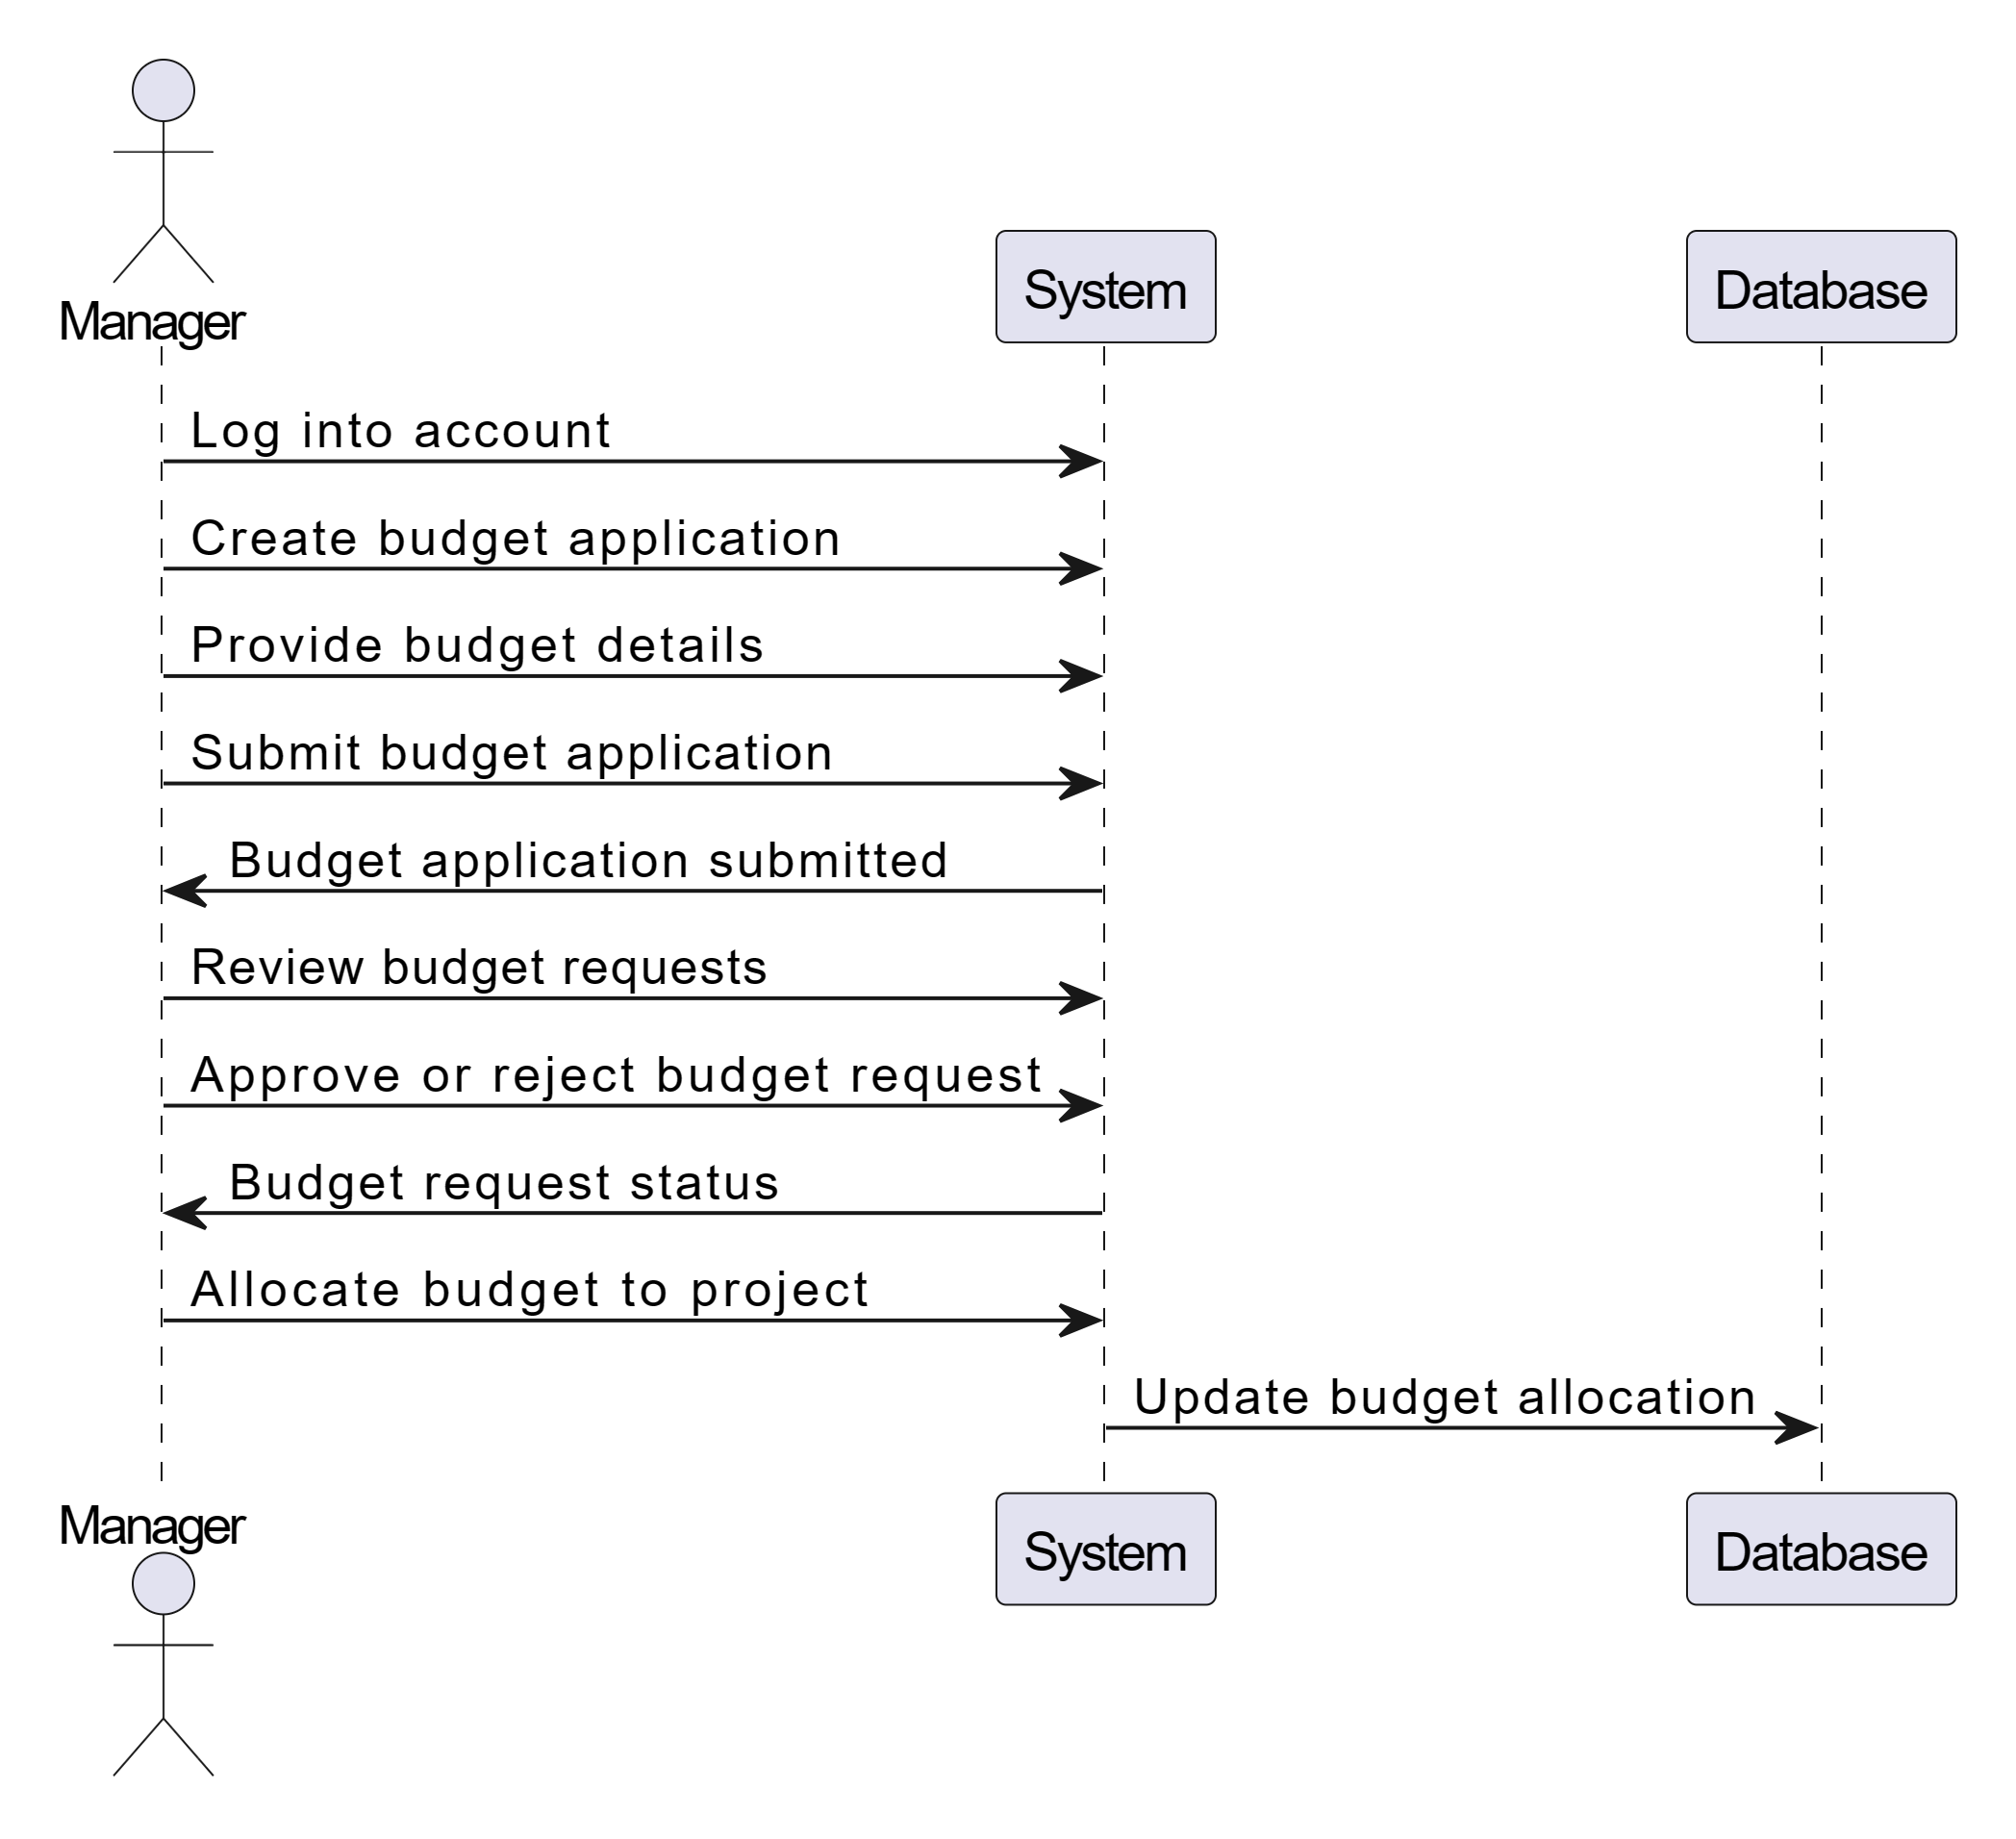 Manager
System
Database
Log into account
Create budget application
Provide budget details
Submit budget application
Budget application submitted
Review budget requests
Approve or reject budget request
Budget request status
Allocate budget to project
Update budget allocation
Manager
System
Database